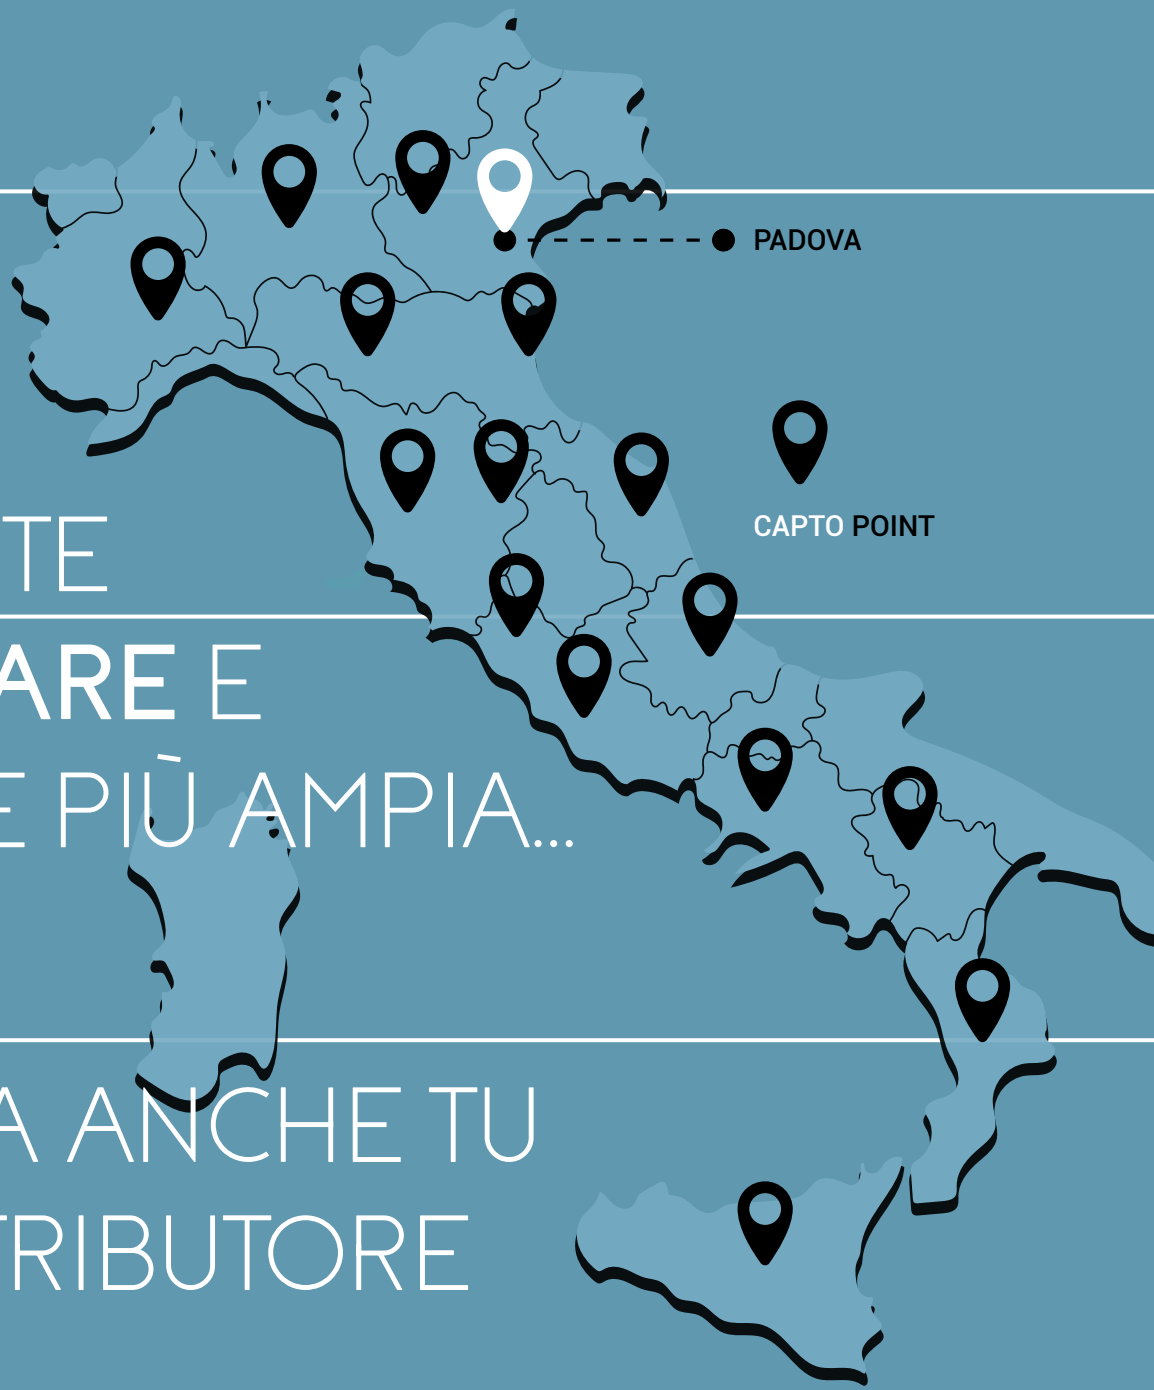 PADOVA
CAPTO POINT
TE
ARE E
E PIÙ AMPIA...
A ANCHE TU
TRIBUTORE